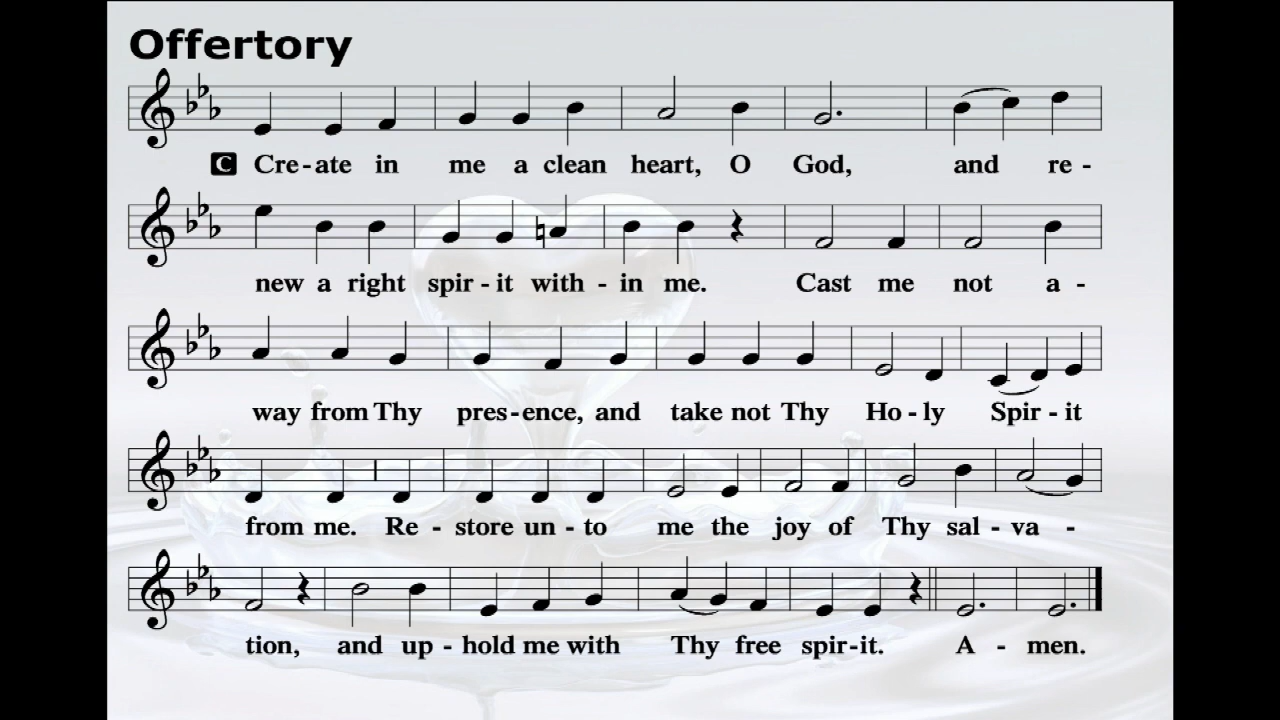 Offertory
C Cre-ate in me a clean heart, O God, and re -
new a right spir - it with - in me. Cast me not a -
way from Thy pres-ence, and take not Thy Ho - ly Spir - it
from me. Re - store un - to me the joy of Thy sal - va -
tion, and up - hold me with Thy free spir-it. A - men.